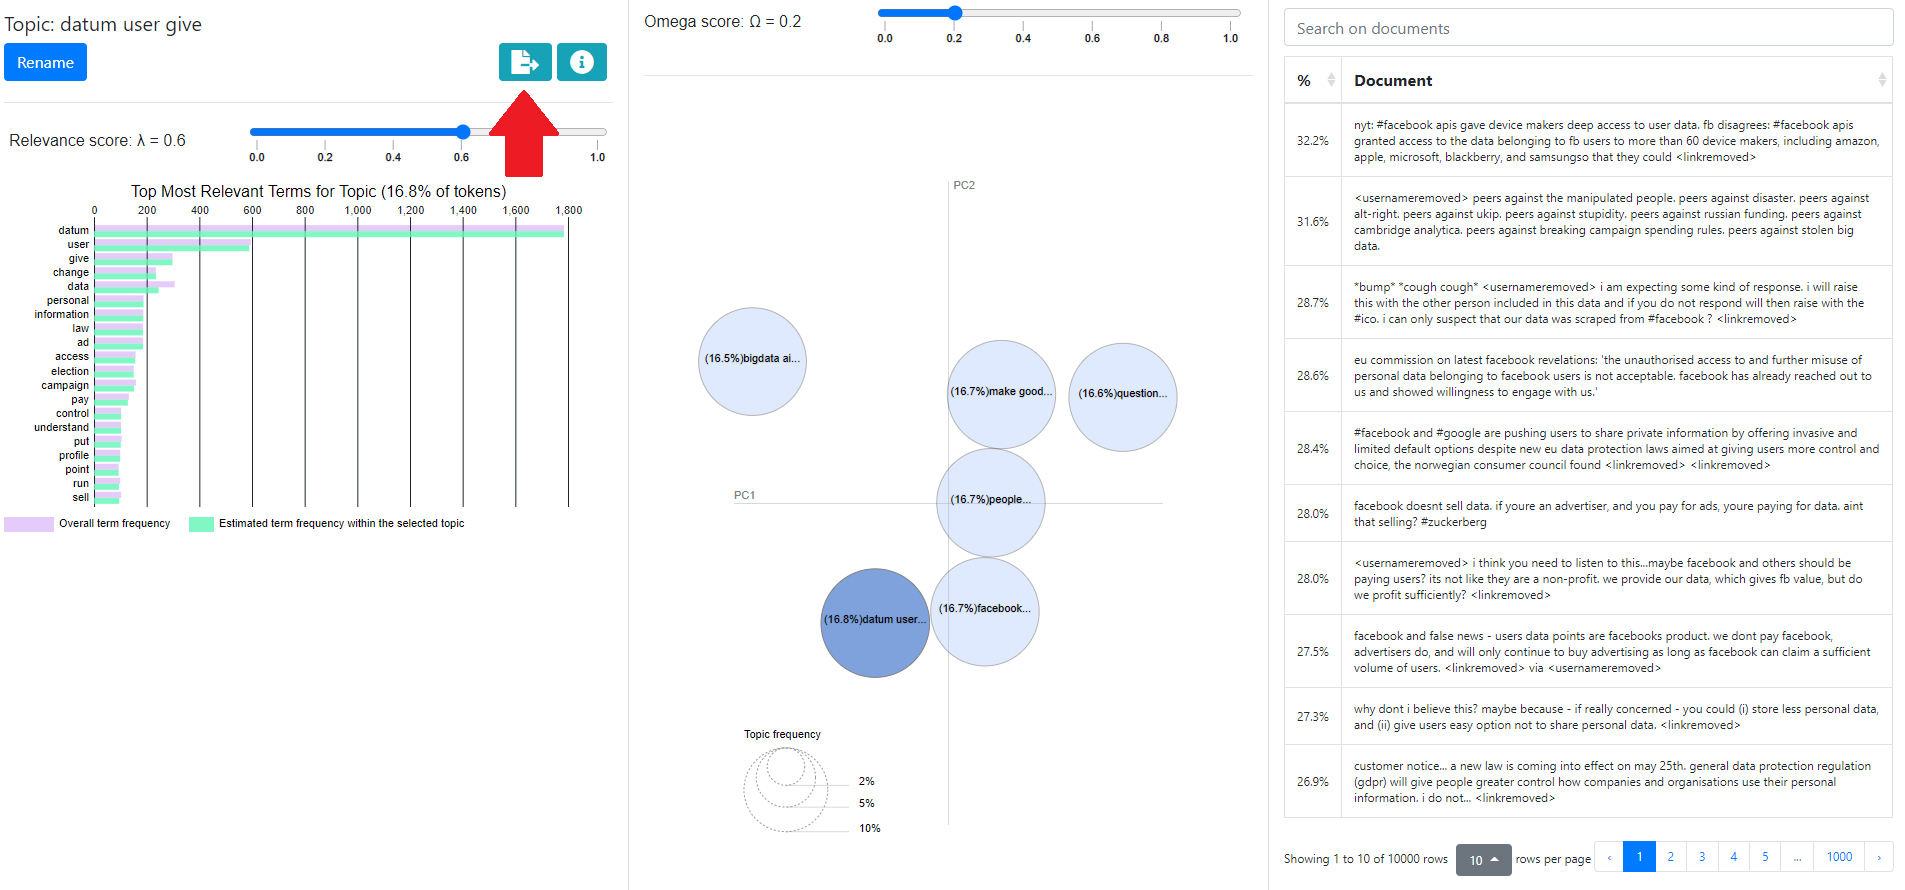 Topic: datum user give
Rename
Relevance score: λ = 0.6
0.0 0.2 0.4 0.6 1.0
Top Most Relevant Terms for Topic (16.8% of tokens)
0 200 400 600 800 1,000 1,200 1,400 1,600 1,800
datum
user
give
change
data
personal
information
law
ad
access
election
campaign
pay
control
understand
put
profile
point
run
sell
Overall term frequency
Estimated term frequency within the selected topic
Omega score: Ω = 0.2
0.0 0.2 0.4 0.6 0.8 1.0
PC2
(16.5%)bigdata ai...
(16.7%)make good...
(16.6%)question...
PC1
(16.7%)people...
(16.7%)facebook...
(16.8%)datum user...
Topic frequency
2%
5%
10%
Search on documents
% Document
32.2%
nyt: #facebook apis gave device makers deep access to user data. fb disagrees: #facebook apis
granted access to the data belonging to fb users to more than 60 device makers, including amazon,
apple, microsoft, blackberry, and samsungso that they could <linkremoved>
31.6%
<usernameremoved> peers against the manipulated people. peers against disaster. peers against
alt-right. peers against ukip. peers against stupidity. peers against russian funding. peers against
cambridge analytica. peers against breaking campaign spending rules. peers against stolen big
data.
28.7%
*bump* *cough cough* <usernameremoved> i am expecting some kind of response. i will raise
this with the other person included in this data and if you do not respond will then raise with the
#ico. i can only suspect that our data was scraped from #facebook ? <linkremoved>
28.6%
eu commission on latest facebook revelations: 'the unauthorised access to and further misuse of
personal data belonging to facebook users is not acceptable. facebook has already reached out to
us and showed willingness to engage with us.'
28.4%
#facebook and #google are pushing users to share private information by offering invasive and
limited default options despite new eu data protection laws aimed at giving users more control and
choice, the norwegian consumer council found <linkremoved> <linkremoved>
28.0%
facebook doesnt sell data. if youre an advertiser, and you pay for ads, youre paying for data. aint
that selling? #zuckerberg
28.0%
<usernameremoved> i think you need to listen to this...maybe facebook and others should be
paying users? its not like they are a non-profit. we provide our data, which gives fb value, but do
we profit sufficiently? <linkremoved>
27.5%
facebook and false news - users data points are facebooks product. we dont pay facebook,
advertisers do, and will only continue to buy advertising as long as facebook can claim a sufficient
volume of users. <linkremoved> via <usernameremoved>
27.3%
why dont i believe this? maybe because - if really concerned - you could (i) store less personal data,
and (ii) give users easy option not to share personal data. <linkremoved>
26.9%
customer notice... a new law is coming into effect on may 25th. general data protection regulation
(gdpr) will give people greater control how companies and organisations use their personal
information. i do not... <linkremoved>
Showing 1 to 10 of 10000 rows 10 rows per page ‹ 1 2 3 4 5 ... 1000 ›